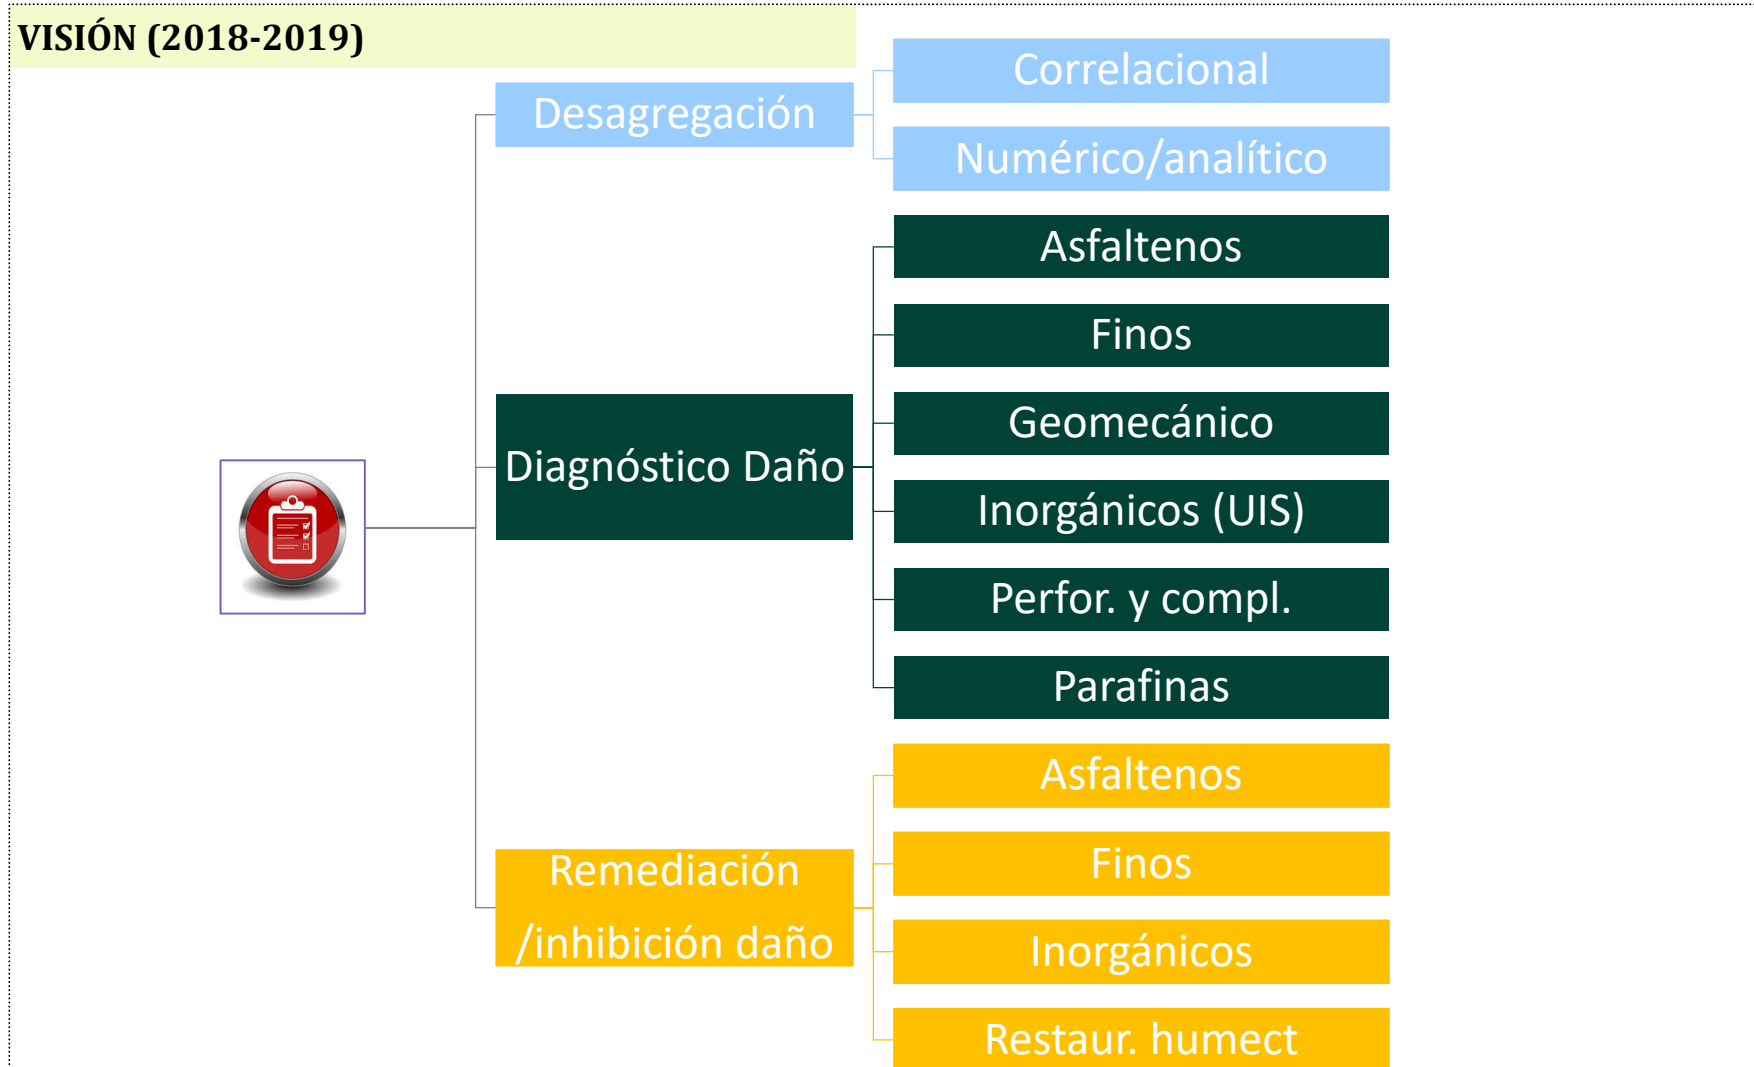 VISIÓN (2018-2019)
Desagregación
Correlacional
Numérico/analítico
Diagnóstico Daño
Asfaltenos
Finos
Geomecánico
Inorgánicos (UIS)
Perfor. y compl.
Parafinas
Remediación
/inhibición daño
Asfaltenos
Finos
Inorgánicos
Restaur. humect